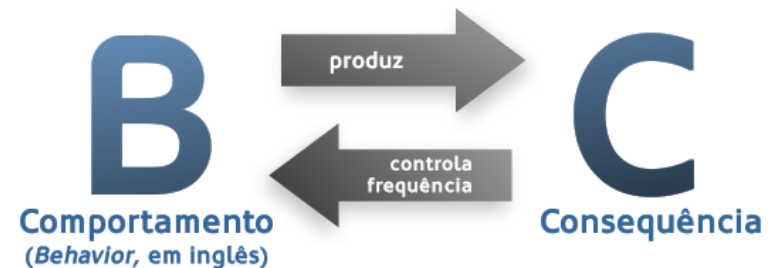 B
produz
C
controla
frequência
Comportamento
(Behavior, em inglês)
Consequência